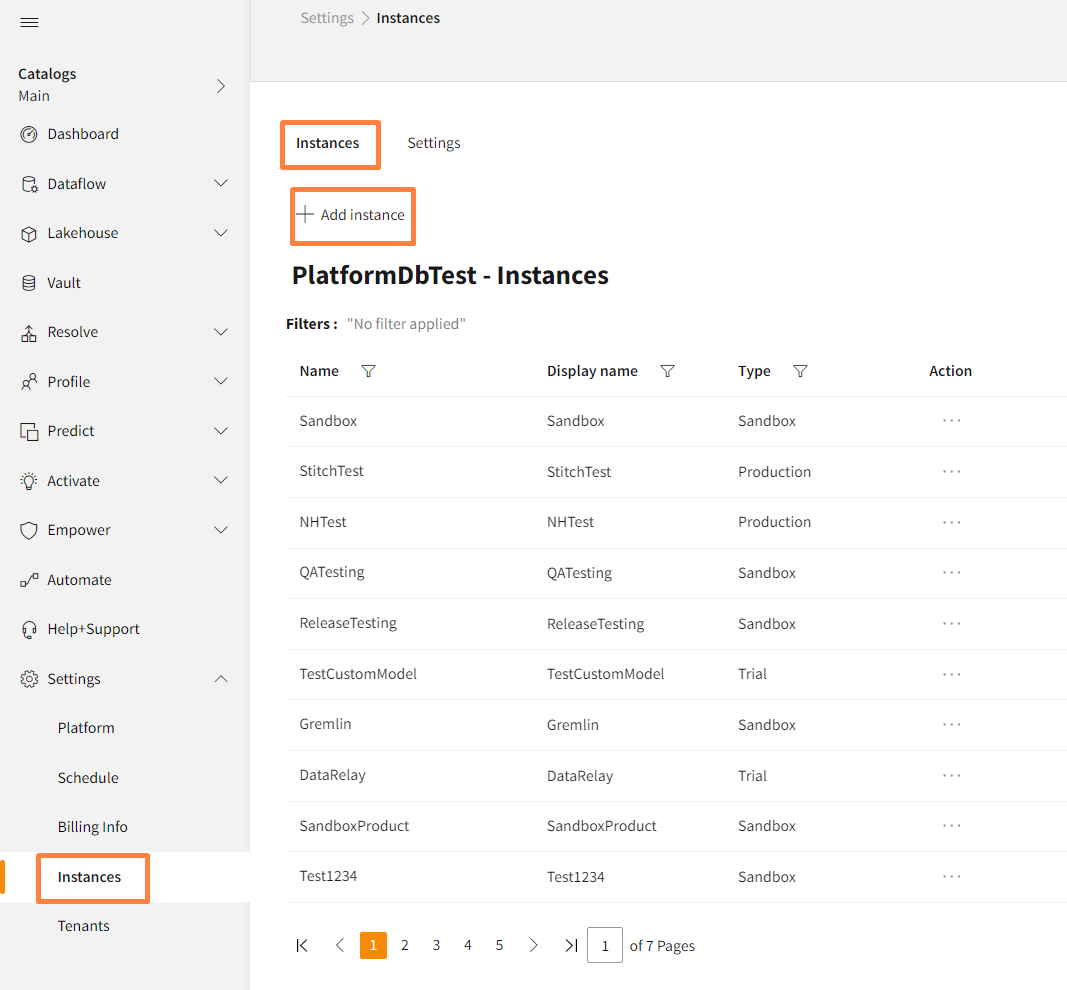 Catalogs
Main
Dashboard
Dataflow
Lakehouse
Vault
Resolve
Profile
Predict
Activate
Empower
Automate
Help+Support
Settings
Platform
Schedule
Billing Info
Instances
Tenants
Settings > Instances
Instances Settings
Add instance
PlatformDbTest - Instances
Filters : "No filter applied"
Name Display name Type Action
Sandbox Sandbox Sandbox ...
StitchTest StitchTest Production ...
NHTest NHTest Production ...
QATesting QATesting Sandbox ...
ReleaseTesting ReleaseTesting Sandbox ...
TestCustomModel TestCustomModel Trial ...
Gremlin Gremlin Sandbox ...
DataRelay DataRelay Trial ...
SandboxProduct SandboxProduct Sandbox ...
Test1234 Test1234 Sandbox ...
1 2 3 4 5 1 of 7 Pages